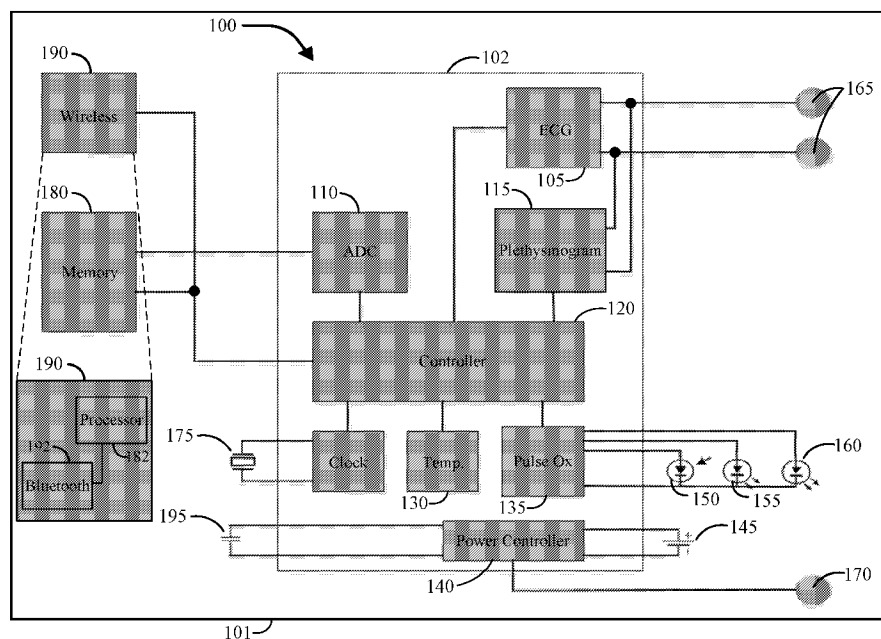 100
190
102
Wireless
ECG
165
105
180
110
115
Memory
ADC
Plethysmogram
120
Controller
190
Processor
192
182
Bluetooth
175
Clock
Temp.
130
Pulse Ox
135
150
155
160
195
Power Controller
140
145
170
101